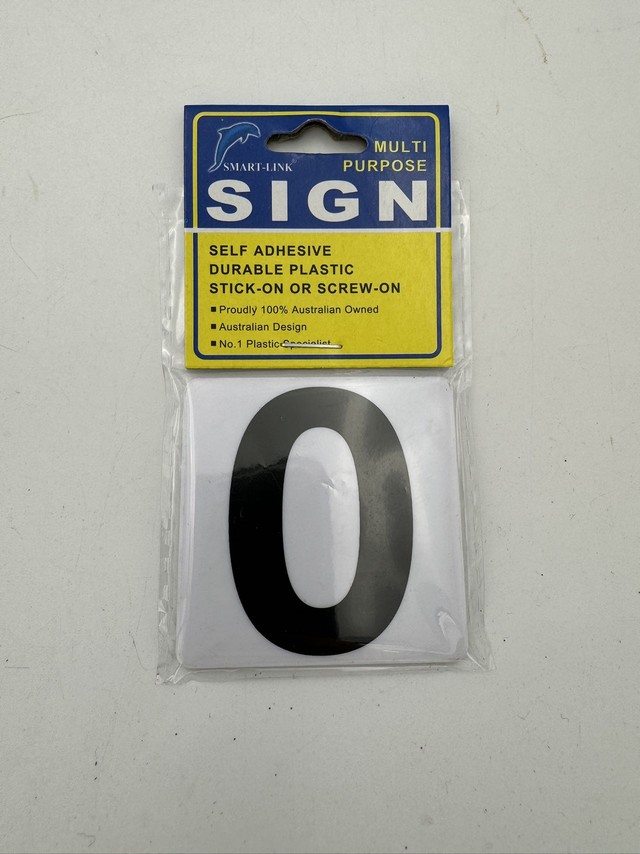 SMART-LINK
MULTI
PURPOSE
SIGN
SELF ADHESIVE
DURABLE PLASTIC
STICK-ON OR SCREW-ON
▪ Proudly 100% Australian Owned
▪ Australian Design
▪ No.1 Plastic Specialist
0